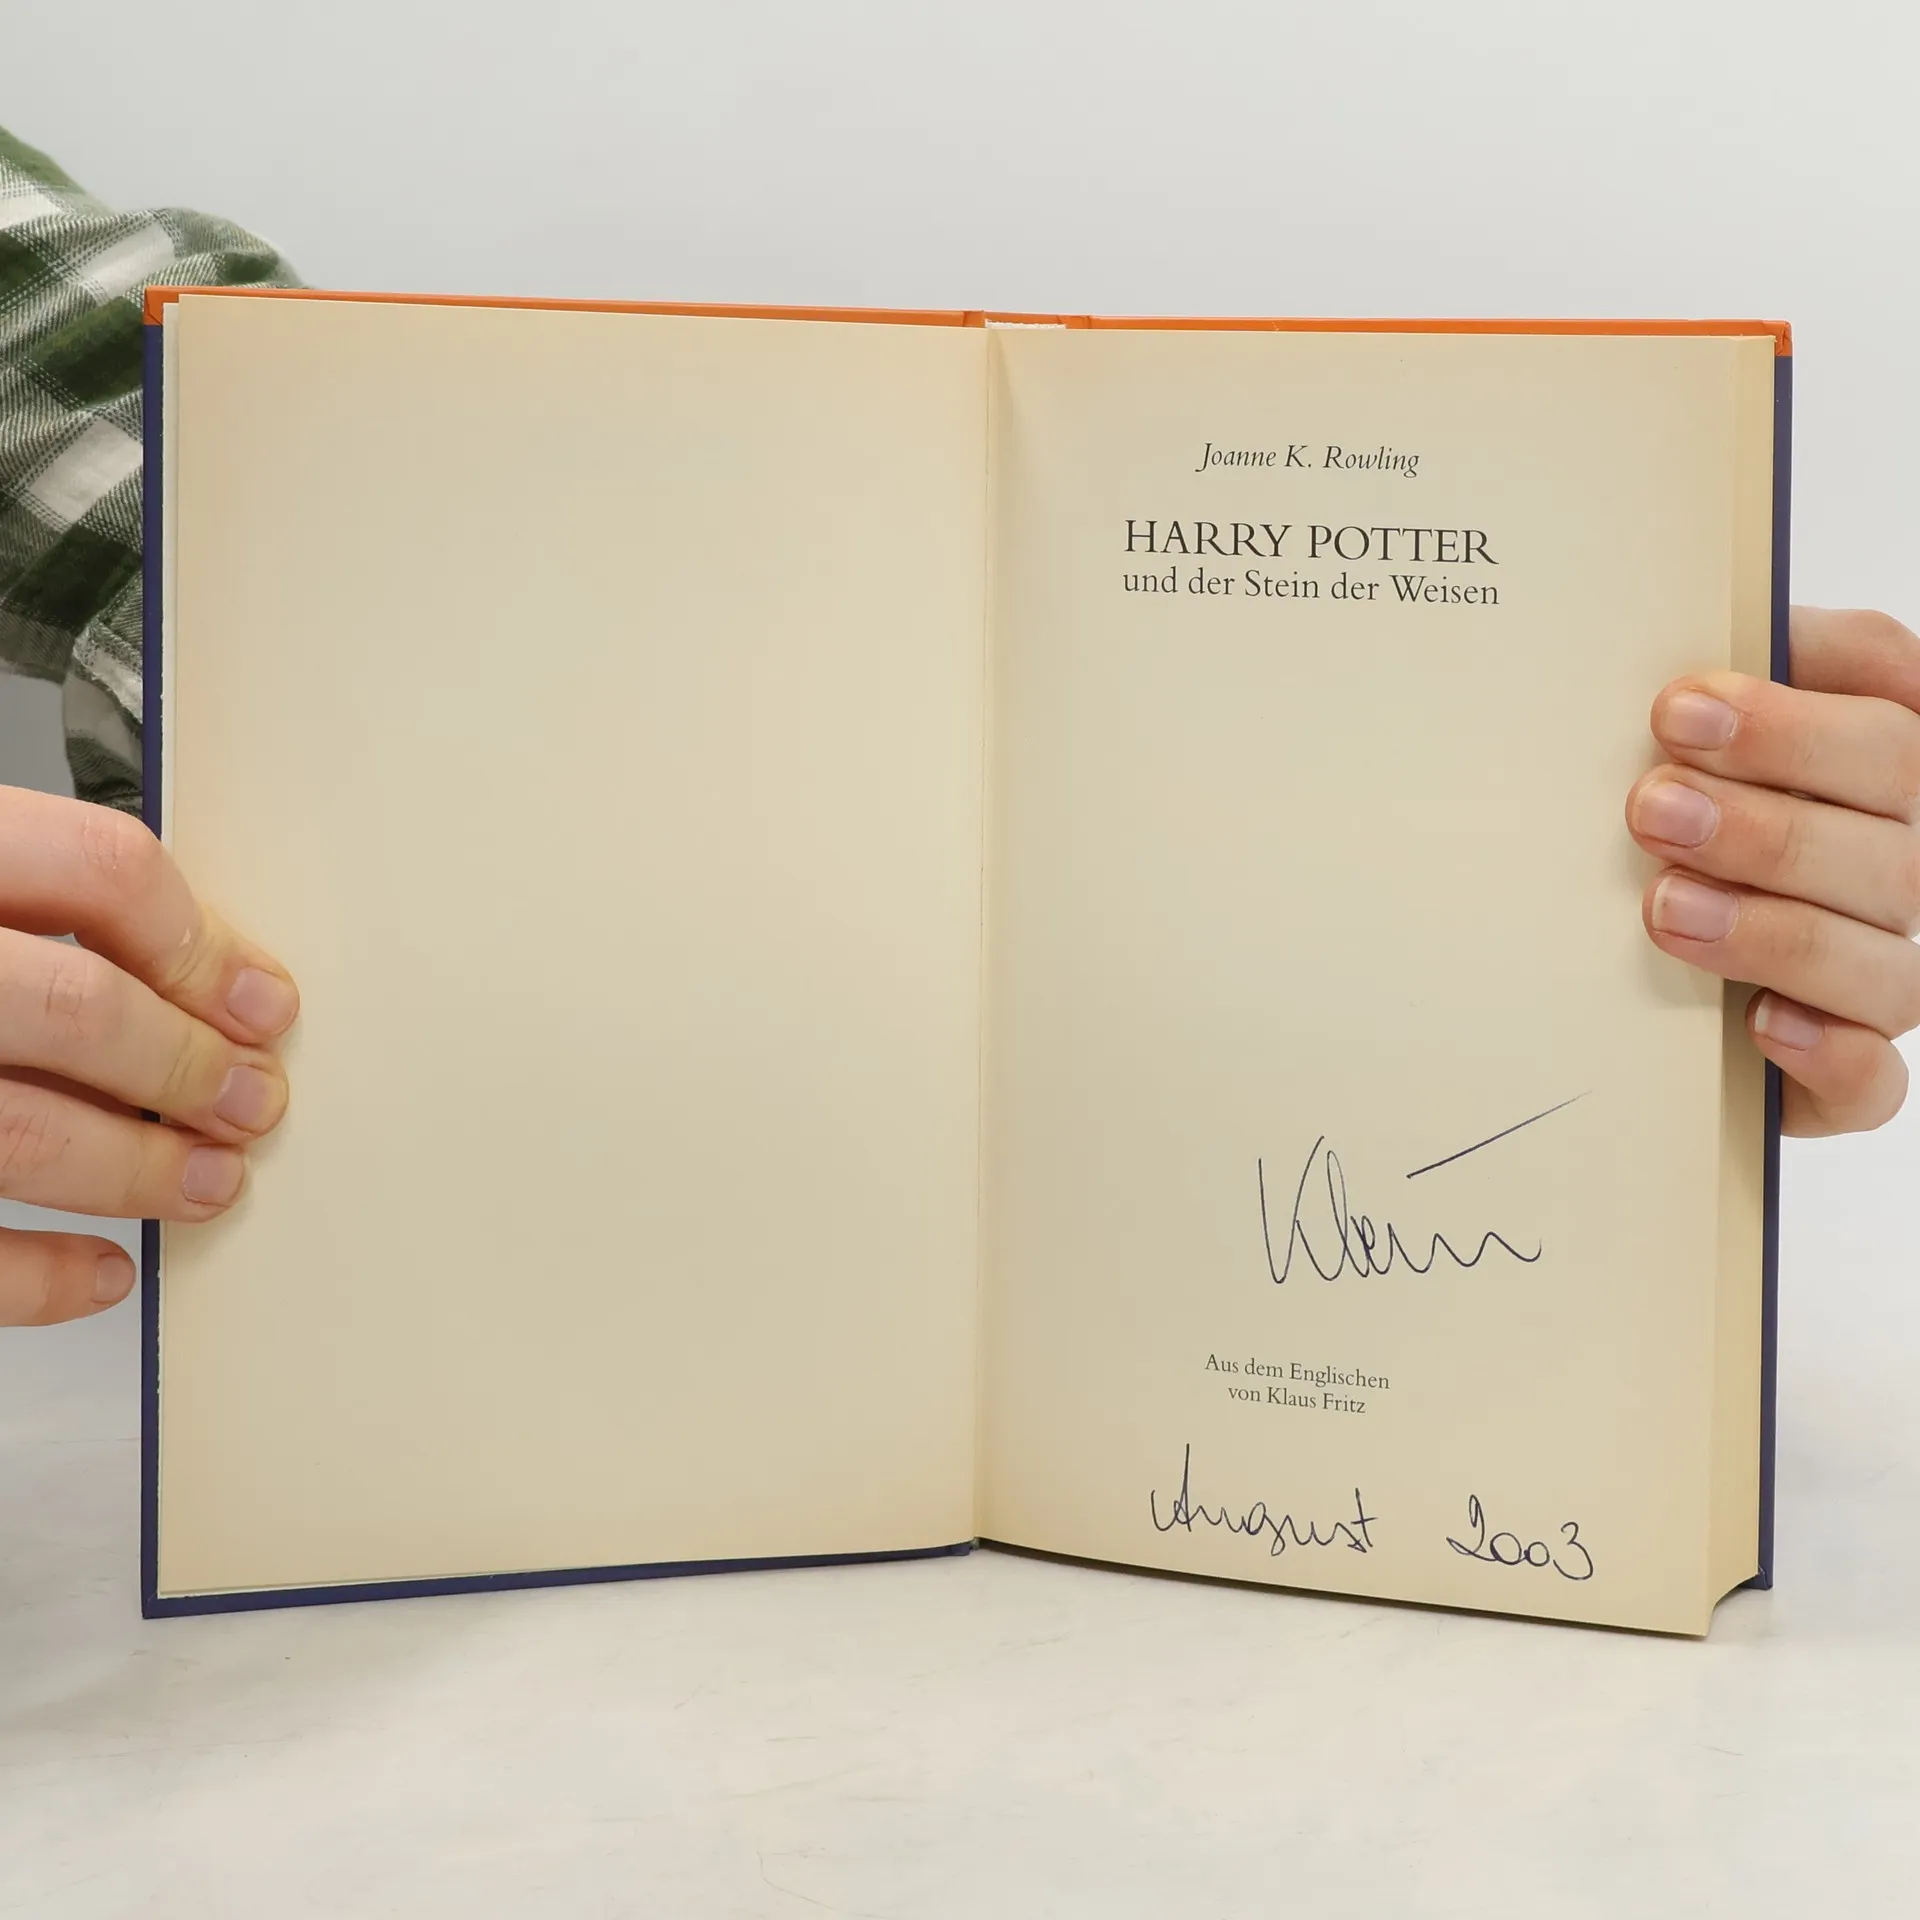 Joanne K. Rowling
HARRY POTTER
und der Stein der Weisen
Aus dem Englischen
von Klaus Fritz
August 2003